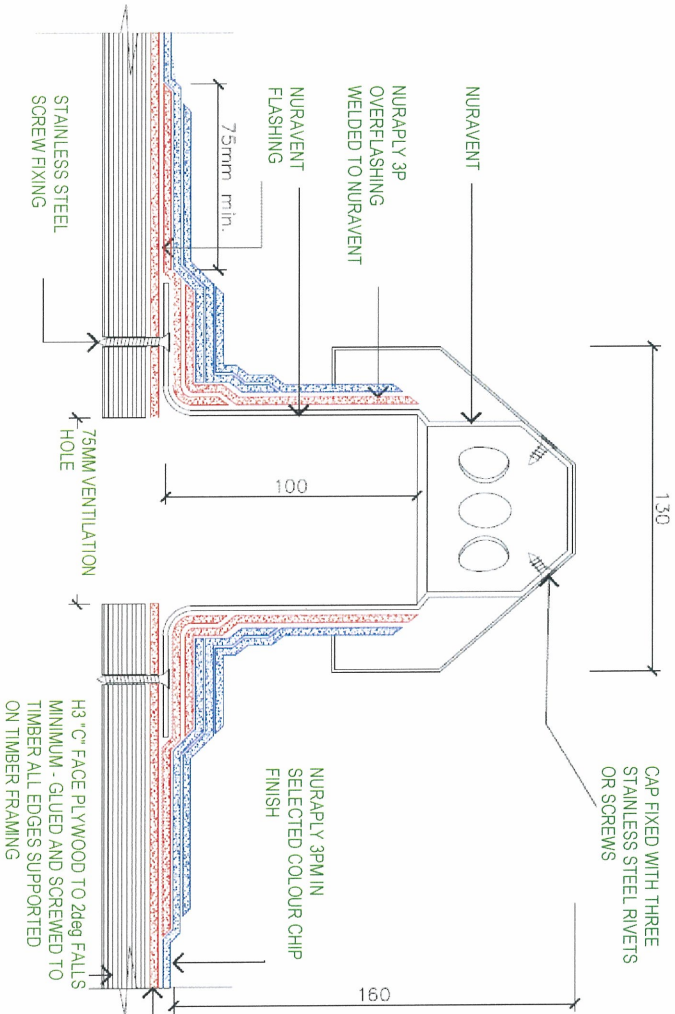 130
CAP FIXED WITH THREE
STAINLESS STEEL RIVETS
OR SCREWS
NURAVENT
NURAPLY 3P
OVERFLASHING
WELDED TO NURAVENT
NURAVENT
FLASHING
75mm min.
STAINLESS STEEL
SCREW FIXING
100
75MM VENTILATION
HOLE
160
NURAPLY 3PM IN
SELECTED COLOUR CHIP
FINISH
H3 "C" FACE PLYWOOD TO 2deg FALLS
MINIMUM - GLUED AND SCREWED TO
TIMBER ALL EDGES SUPPORTED
ON TIMBER FRAMING